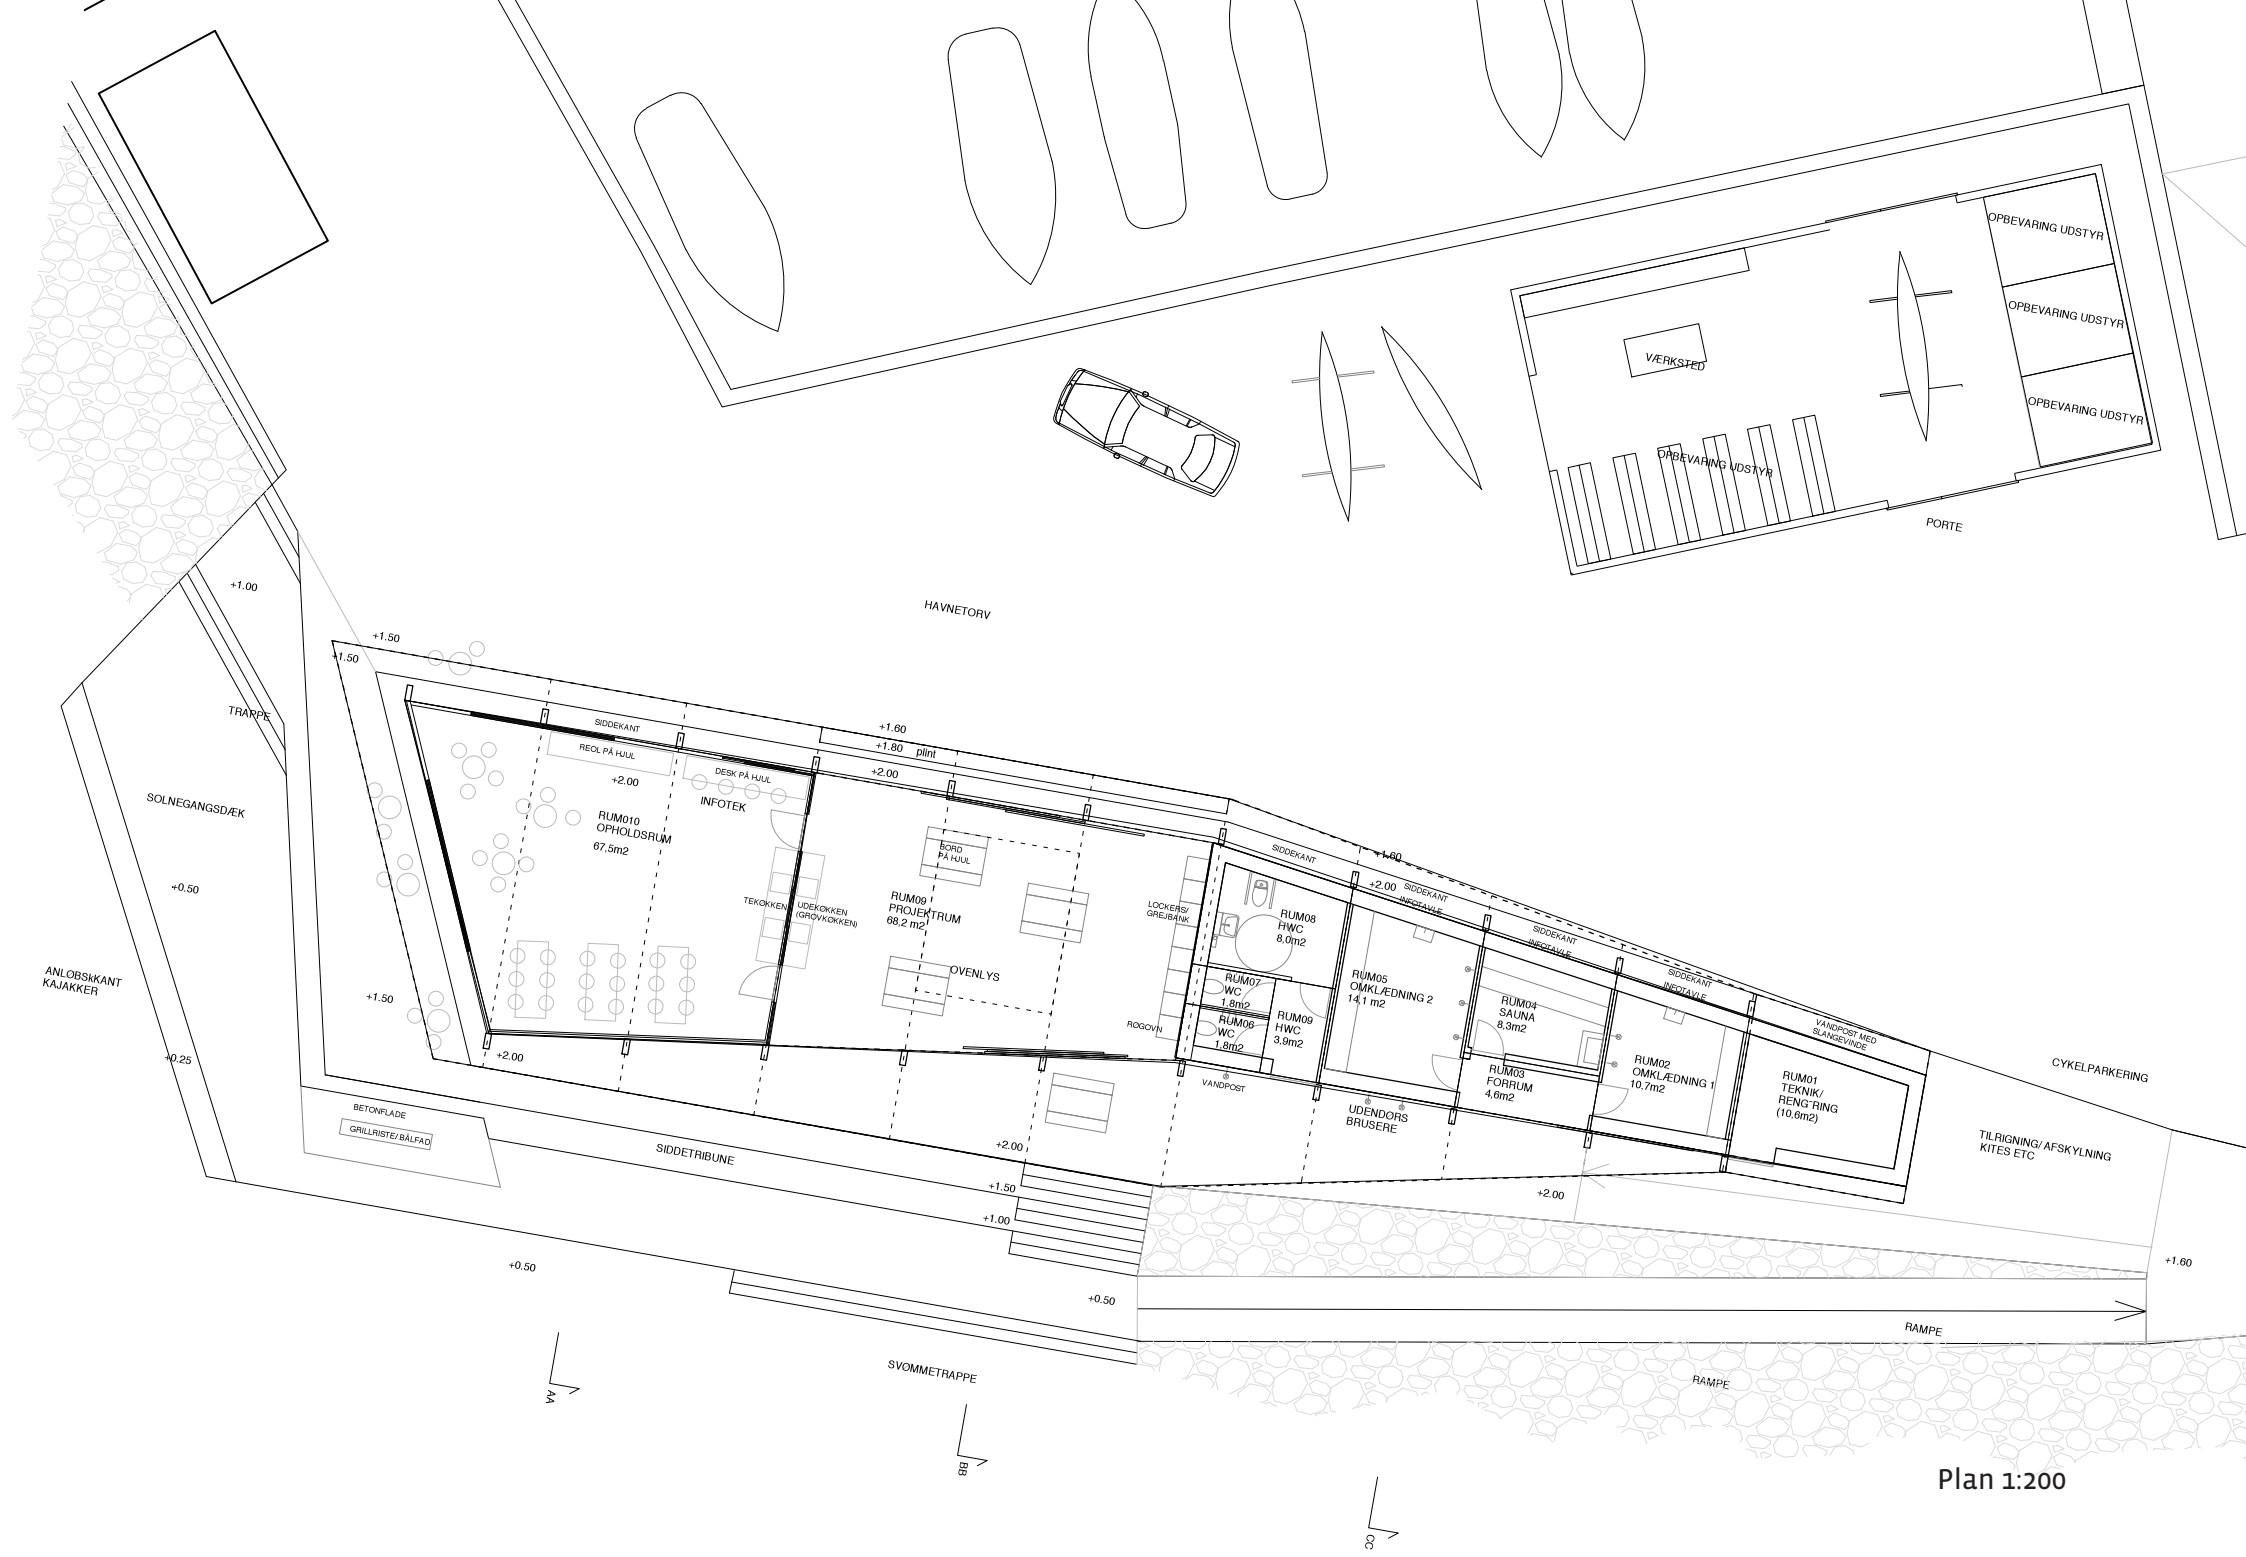 OPBEVARING UDSTYR
OPBEVARING UDSTYR
OPBEVARING UDSTYR
VÆRKSTED
OPBEVARING UDSTYR
PORTE
HAVNETORV
+1.00
+1.50
+1.50
TRAPPE
SOLNEGANGSDÆK
+0.50
ANLØBSkKANT
KAJAKKER
+0.25
+1.50
SIDDEKANT
REOL PÅ HJUL
+2.00
DESK PÅ HJUL
INFOTEK
RUM010
OPHOLDSRUM
67,5m2
+1.60
+1.80 plint
+2.00
BORD
PÅ HJUL
TEKØKKEN
UDEKØKKEN
(GROVKØKKEN)
RUM09
PROJEKTRUM
68,2 m2
OVENLYS
LOCKERS/
GREJBANK
RØGOVN
SIDDEKANT
+1.60
+2.00
SIDDEKANT
INFOTAVLE
SIDDEKANT
INFOTAVLE
SIDDEKANT
INFOTAVLE
RUM08
HWC
8,0m2
RUM07
WC
1,8m2
RUM06
WC
1,8m2
RUM09
HWC
3,9m2
RUM05
OMKLÆDNING 2
14,1 m2
RUM04
SAUNA
8,3m2
RUM03
FORRUM
4,6m2
RUM02
OMKLÆDNING 1
10,7m2
RUM01
TEKNIK/
RENG¨RING
(10,6m2)
VANDPOST MED
SLANGEVINDE
CYKELPARKERING
TILRIGNING/ AFSKYLNING
KITES ETC
VANDPOST
UDENDØRS
BRUSERE
+2.00
+2.00
BETONFLADE
GRILLRISTE/ BÅLFAD
SIDDETRIBUNE
+2.00
+1.50
+1.00
+0.50
+0.50
+1.60
RAMPE
RAMPE
SVØMMETRAPPE
AA
BB
CC
Plan 1:200